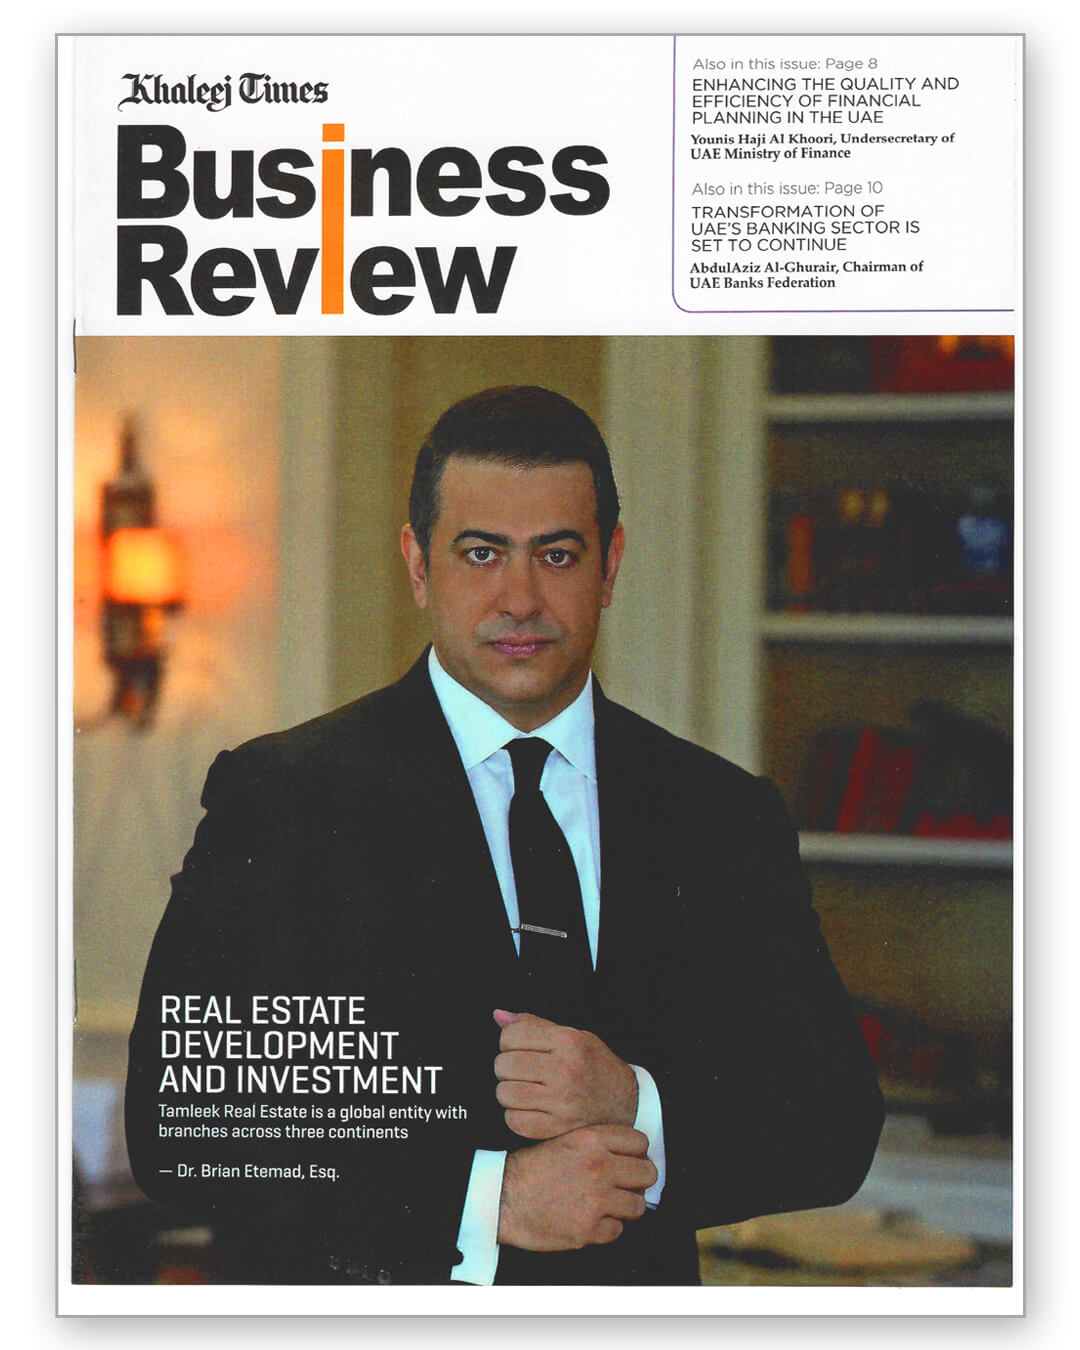 Khaleej Times
Business
Review
Also in this issue: Page 8
ENHANCING THE QUALITY AND
EFFICIENCY OF FINANCIAL
PLANNING IN THE UAE
Younis Haji Al Khoori, Undersecretary of
UAE Ministry of Finance
Also in this issue: Page 10
TRANSFORMATION OF
UAE'S BANKING SECTOR IS
SET TO CONTINUE
AbdulAziz Al-Ghurair, Chairman of
UAE Banks Federation
REAL ESTATE
DEVELOPMENT
AND INVESTMENT
Tamleek Real Estate is a global entity with
branches across three continents
— Dr. Brian Etemad, Esq.